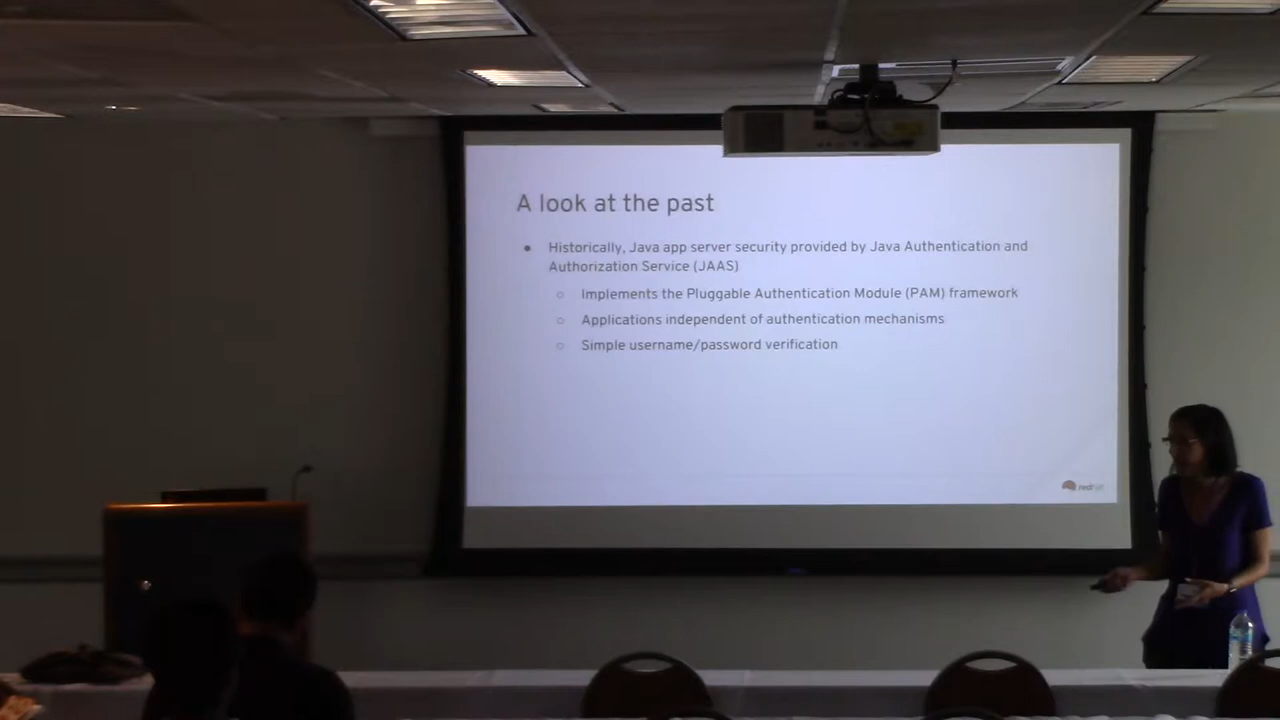 A look at the past
● Historically, Java app server security provided by Java Authentication and
Authorization Service (JAAS)
○ Implements the Pluggable Authentication Module (PAM) framework
○ Applications independent of authentication mechanisms
○ Simple username/password verification
redhat